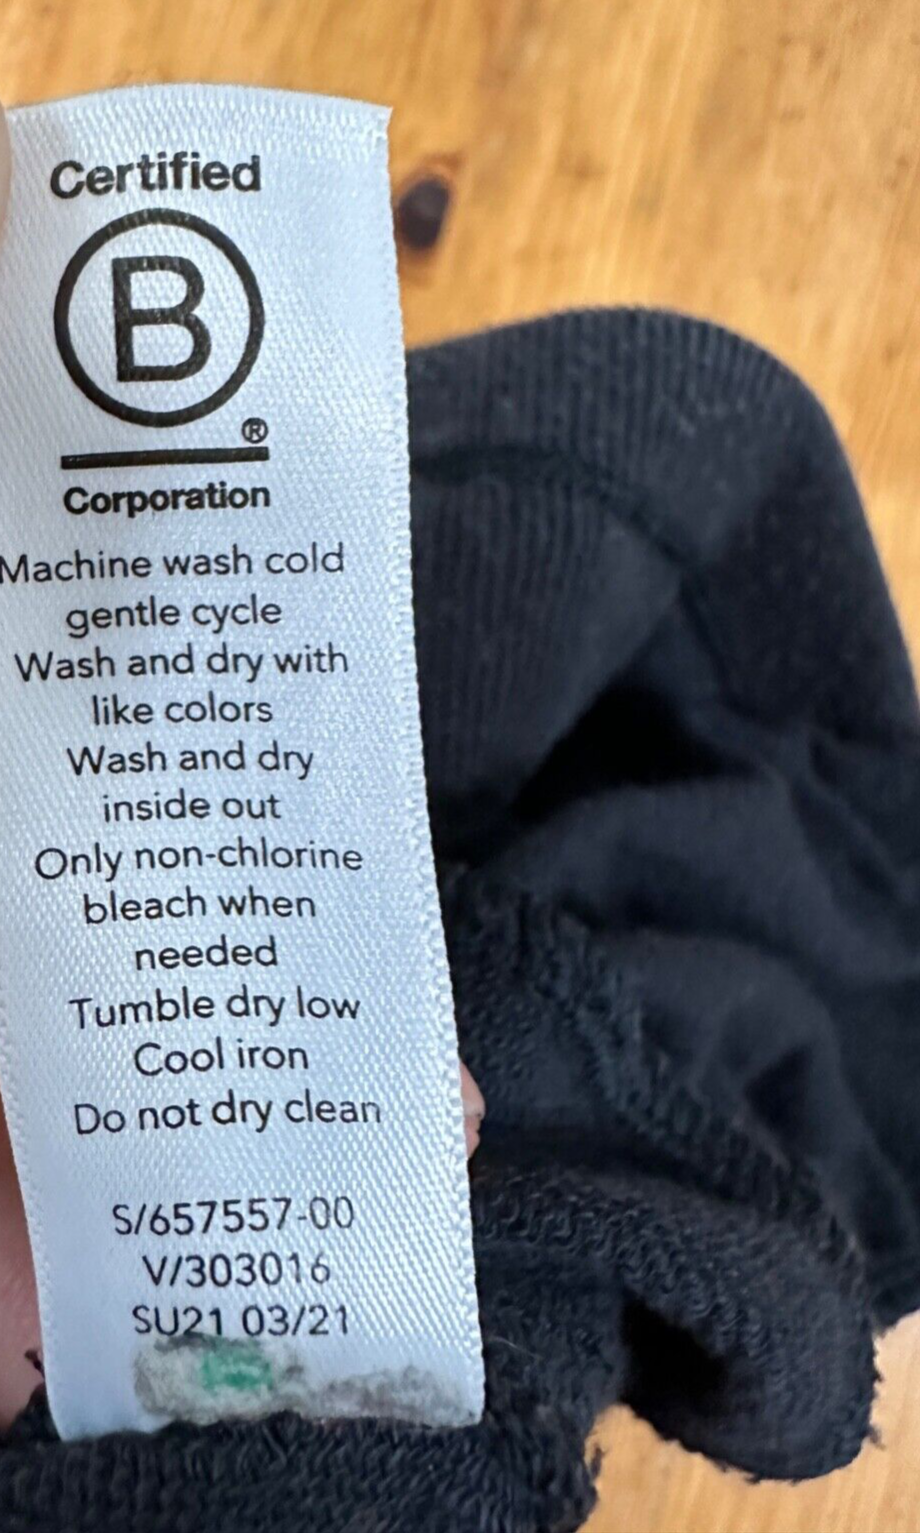 Certified
B
®
Corporation
Machine wash cold
gentle cycle
Wash and dry with
like colors
Wash and dry
inside out
Only non-chlorine
bleach when
needed
Tumble dry low
Cool iron
Do not dry clean
S/657557-00
V/303016
SU21 03/21